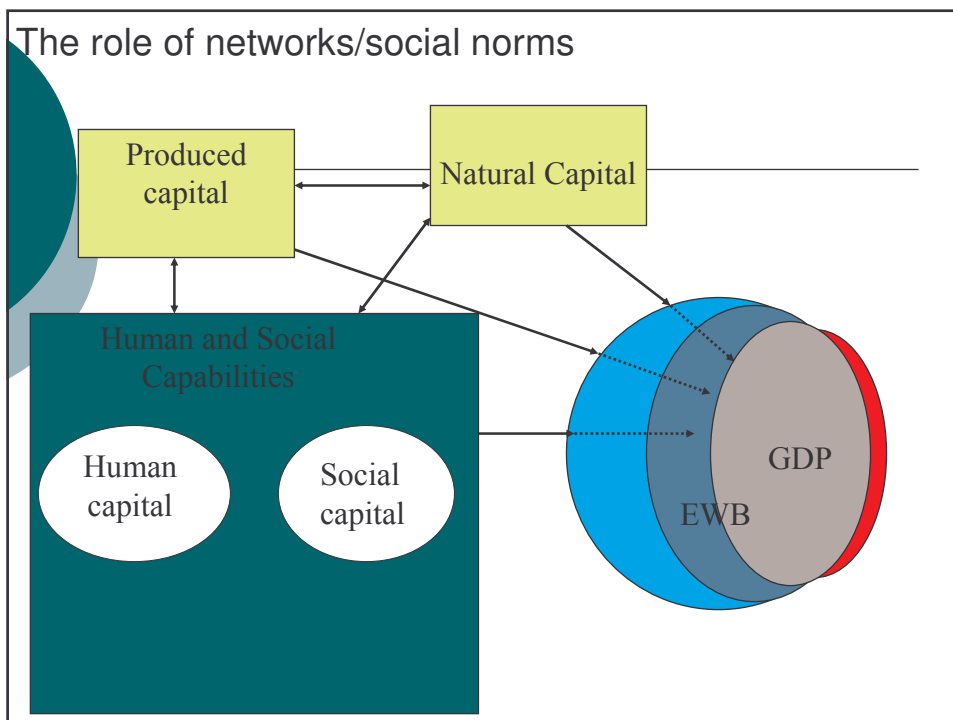 The role of networks/social norms
Produced
capital
Natural Capital
Human and Social
Capabilities
Human
capital
Social
capital
GDP
EWB